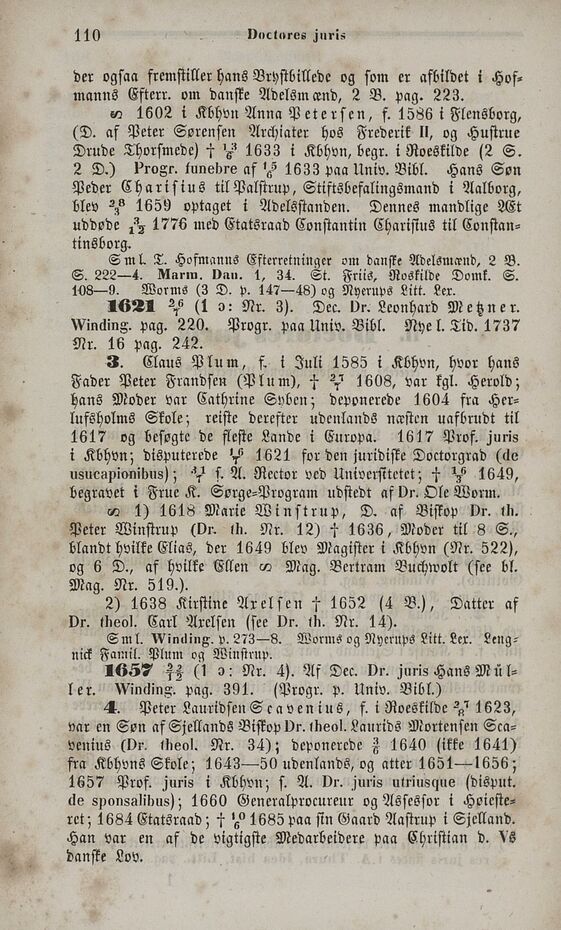 110 Doctores juris
der ogsaa fremstiller hans Brystbillede og som er afbildet i Hof-
manns Efterr. om danske Adelsmænd, 2 B. pag. 223.
∞ 1602 i Kbhvn Anna Petersen, f. 1586 i Flensborg,
(D. af Peter Sørensen Archiater hos Frederik II, og Hustrue
Drude Thorsmede) † 13/6 1633 i Kbhvn, begr. i Roeskilde (2 S.
2 D.) Progr. funebre af 15/6 1633 paa Univ. Bibl. Hans Søn
Peder Charisius til Palstrup, Stiftsbefalingsmand i Aalborg,
blev 28/3 1659 optaget i Adelsstanden. Dennes mandlige Æt
uddøde 3/12 1776 med Etatsraad Constantin Charisius til Constan-
tinsborg.
Sml. T. Hofmanns Efterretninger om danske Adelsmænd, 2 B.
S. 222—4. Marm. Dan. 1, 34. St. Friis, Roskilde Domk. S.
108—9. Worms (3 D. p. 147—48) og Nyerups Litt. Lex.
1621 26/7 (1 ɔ: Nr. 3). Dec. Dr. Leonhard Metzner.
Winding. pag. 220. Progr. paa Univ. Bibl. Nye l. Tid. 1737
Nr. 16 pag. 242.
3. Claus Plum, f. i Juli 1585 i Kbhvn, hvor hans
Fader Peter Frandsen (Plum), † 27/1 1608, var kgl. Herold;
hans Moder var Cathrine Syben; deponerede 1604 fra Her-
lufsholms Skole; reiste derefter udenlands næsten uafbrudt til
1617 og besøgte de fleste Lande i Europa. 1617 Prof. juris
i Kbhvn; disputerede 16/7 1621 for den juridiske Doctorgrad (de
usucapionibus); 31/7 s. A. Rector ved Universitetet; † 13/6 1649,
begravet i Frue K. Sørge-Program udstedt af Dr. Ole Worm.
∞ 1) 1618 Marie Winstrup, D. af Biskop Dr. th.
Peter Winstrup (Dr. th. Nr. 12) † 1636, Moder til 8 S.,
blandt hvilke Elias, der 1649 blev Magister i Kbhvn (Nr. 522),
og 6 D., af hvilke Ellen ∞ Mag. Bertram Buchwolt (see bl.
Mag. Nr. 519.).
2) 1638 Kirstine Axelsen † 1652 (4 B.), Datter af
Dr. theol. Carl Axelsen (see Dr. th. Nr. 14).
Sml. Winding. p. 273—8. Worms og Nyerups Litt. Lex. Leng-
nick Famil. Plum og Winstrup.
1657 22/12 (1 ɔ: Nr. 4). Af Dec. Dr. juris Hans Mül-
ler. Winding. pag. 391. (Progr. p. Univ. Bibl.)
4. Peter Lauridsen Scavenius, f. i Roeskilde 27/8 1623,
var en Søn af Sjellands Biskop Dr. theol. Laurids Mortensen Sca-
venius (Dr. theol. Nr. 34); deponerede 3/6 1640 (ikke 1641)
fra Kbhvns Skole; 1643—50 udenlands, og atter 1651—1656;
1657 Prof. juris i Kbhvn; s. A. Dr. juris utriusque (disput.
de sponsalibus); 1660 Generalprocureur og Assessor i Høieste-
ret; 1684 Etatsraad; † 10/6 1685 paa sin Gaard Aastrup i Sjelland.
Han var en af de vigtigste Medarbeidere paa Christian d. Vs
danske Lov.